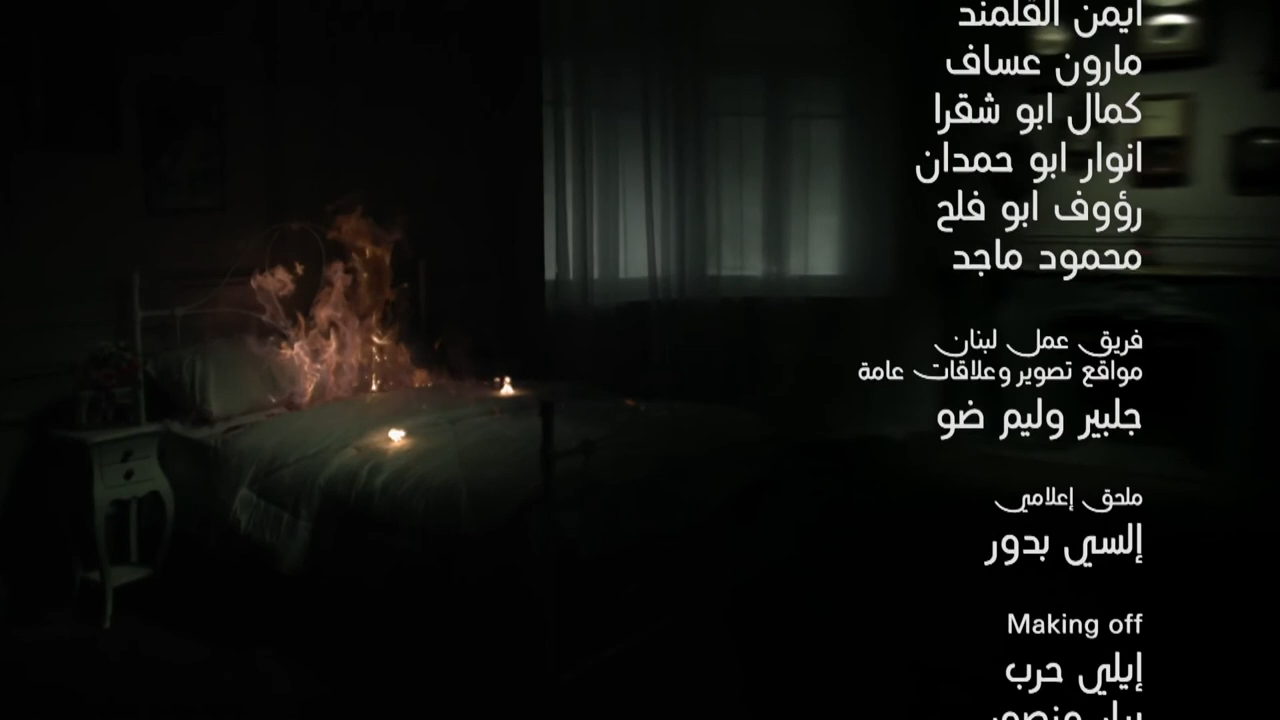 ايمن القلمند
مارون عساف
كمال ابو شقرا
انوار ابو حمدان
رؤوف ابو فلح
محمود ماجد
فريق عمل لبنان
مواقع تصوير وعلاقات عامة
جلبير وليم ضو
ملحق إعلامي
إلسي بدور
Making off
إيلي حرب